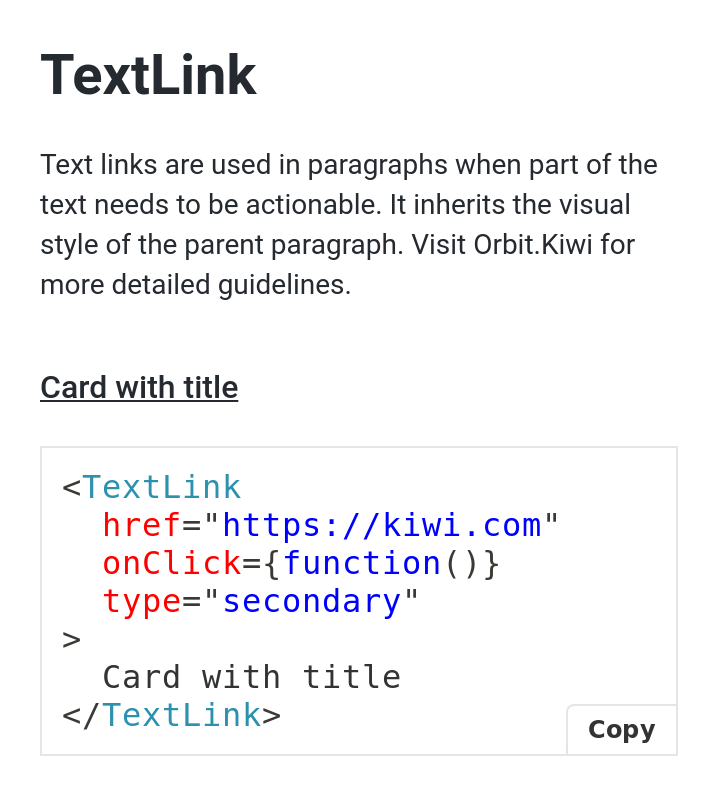 TextLink
Text links are used in paragraphs when part of the
text needs to be actionable. It inherits the visual
style of the parent paragraph. Visit Orbit.Kiwi for
more detailed guidelines.
Card with title
<TextLink
  href="https://kiwi.com"
  onClick={function()}
  type="secondary"
>
  Card with title
</TextLink>
Copy